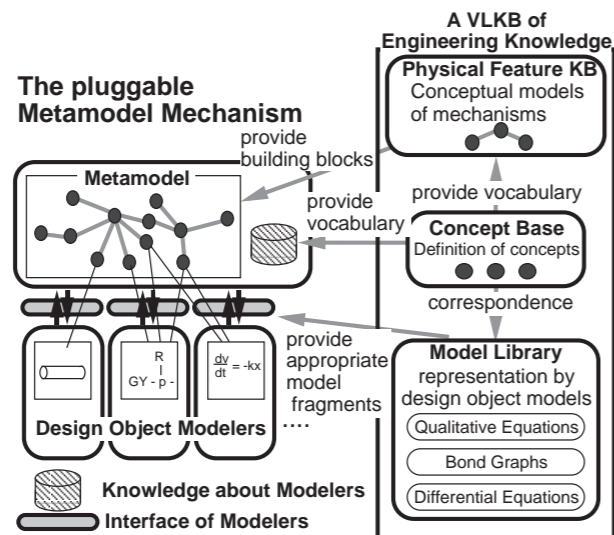 A VLKB of
Engineering Knowledge
The pluggable
Metamodel Mechanism
Physical Feature KB
Conceptual models
of mechanisms
provide
building blocks
Metamodel
provide
vocabulary
provide vocabulary
Concept Base
Definition of concepts
correspondence
R
I
GY - p -
dv
dt
= -kx
provide
appropriate
model
fragments
Design Object Modelers
....
Model Library
representation by
design object models
Qualitative Equations
Bond Graphs
Differential Equations
Knowledge about Modelers
Interface of Modelers